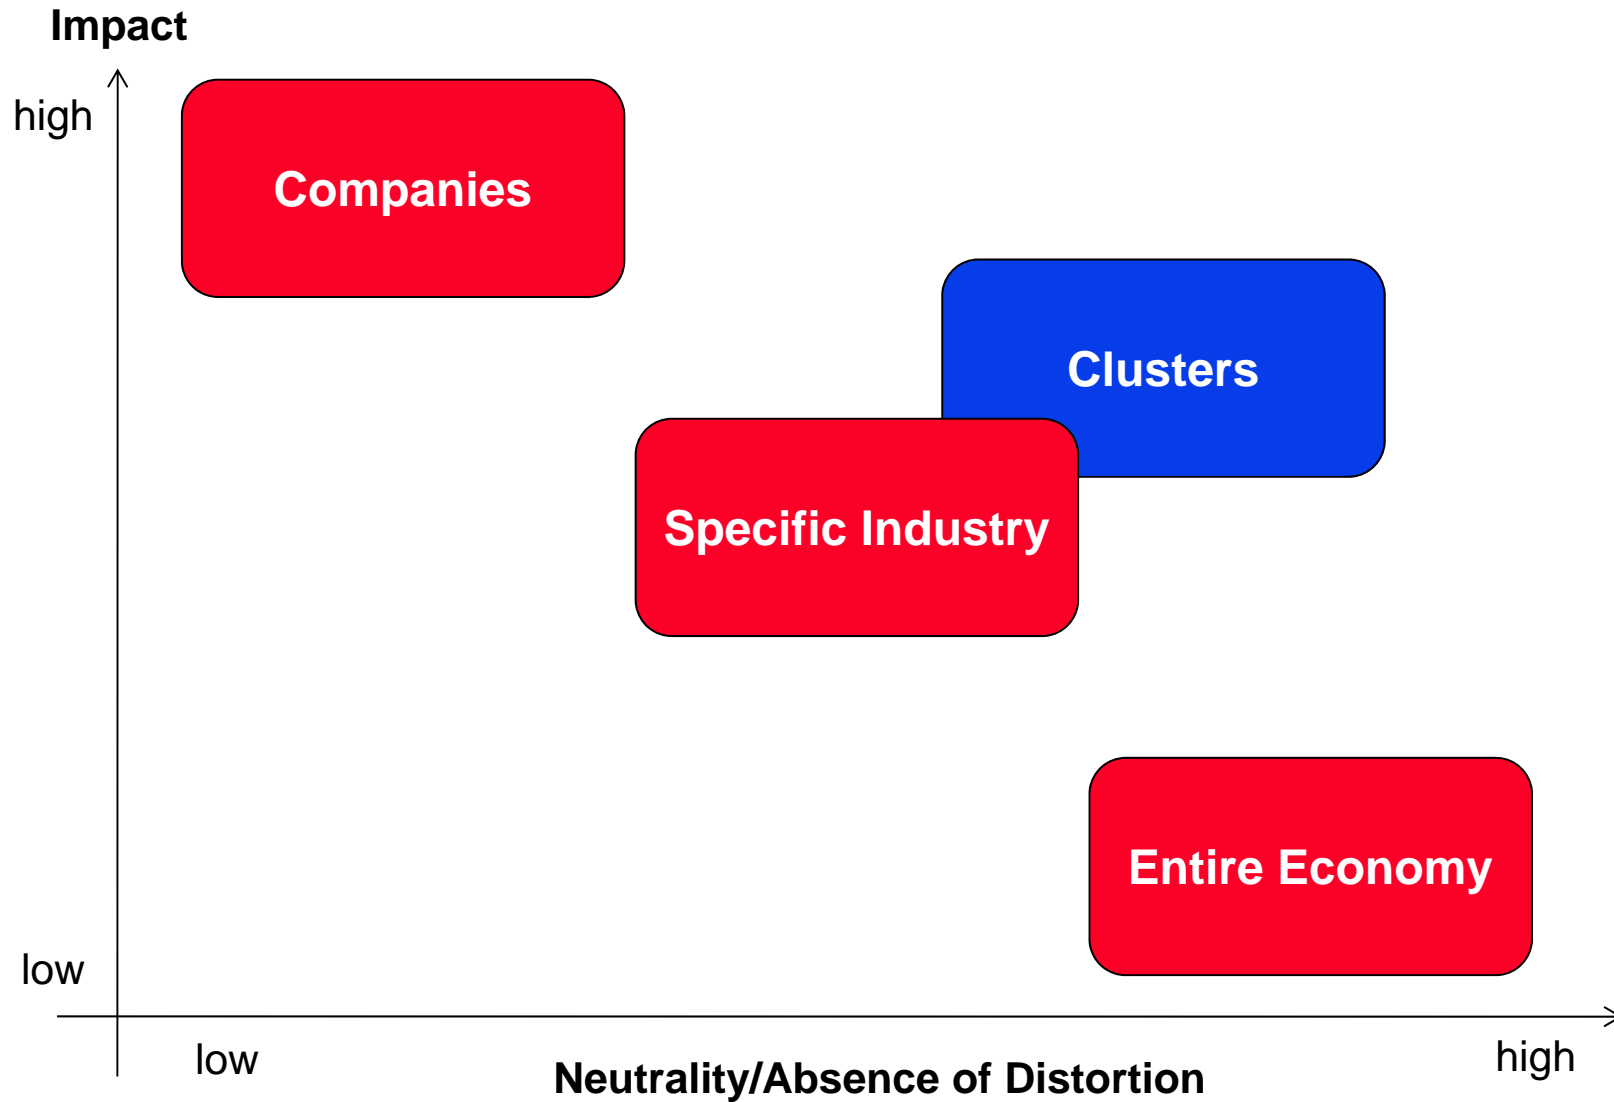 Impact
high
Companies
Clusters
Specific Industry
Entire Economy
low
low
high
Neutrality/Absence of Distortion